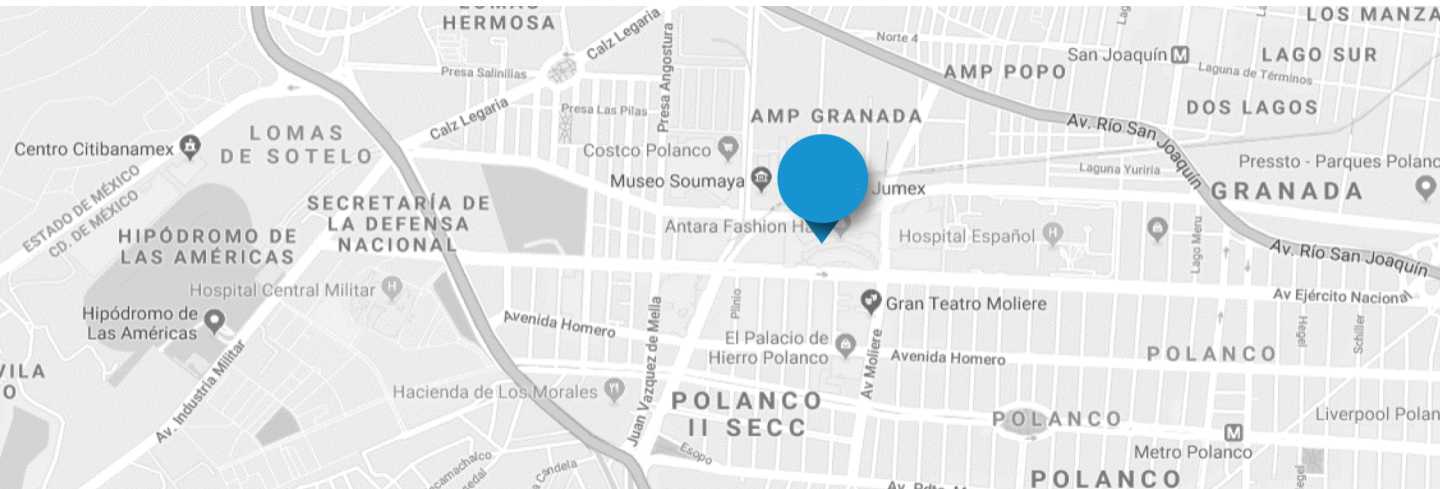 HERMOSA
LOS MANZA
Calz Legaria
Norte 4
San Joaquín
M
LAGO SUR
Presa Salinillas
Presa Angostura
AMP POPO
Laguna de Términos
Presa Las Pilas
Calz Legaria
AMP GRANADA
DOS LAGOS
Av. Río San Joaquín
LOMAS
DE SOTELO
Centro Citibanamex
Costco Polanco
Pressto - Parques Polanc
Laguna Yuriria
Museo Soumaya
Jumex
GRANADA
ESTADO DE MÉXICO
CD. DE MÉXICO
SECRETARÍA DE
LA DEFENSA
NACIONAL
HIPÓDROMO DE
LAS AMÉRICAS
Antara Fashion Ha
Hospital Español
Lago Meru
Av. Río San Joaquín
Hospital Central Militar
Plinio
Gran Teatro Moliere
Av Ejército Nacional
Hipódromo de
Las Américas
Avenida Homero
Juan Vazquez de Mella
El Palacio de
Hierro Polanco
Av Moliere
Avenida Homero
Hegel
Schiller
POLANCO
VILA
O
Av. Industria Militar
Hacienda de Los Morales
POLANCO
II SECC
POLANCO
Liverpool Polan
M
Metro Polanco
Esopo
Candela
POLANCO